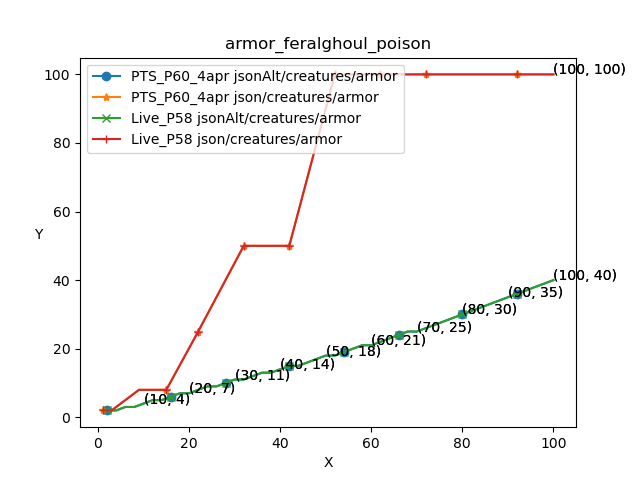 armor_feralghoul_poison
PTS_P60_4apr jsonAlt/creatures/armor
PTS_P60_4apr json/creatures/armor
Live_P58 jsonAlt/creatures/armor
Live_P58 json/creatures/armor
(100, 100)
(100, 40)
(90, 35)
(80, 30)
(70, 25)
(60, 21)
(50, 18)
(40, 14)
(30, 11)
(20, 7)
(10, 4)
Y
100
80
60
40
20
0
0 20 40 60 80 100
X